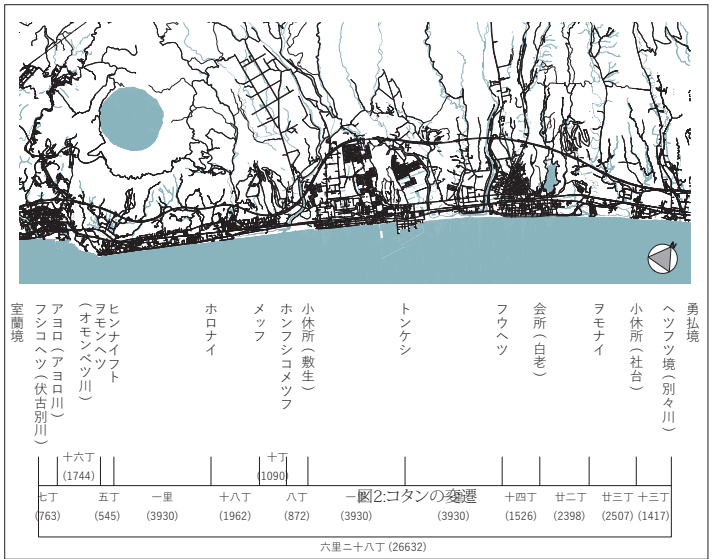 N
室蘭境
フシコヘツ(伏古別川)
アヨロ(アヨロ川)
(オモンベツ川)
ヲモンヘツ
ヒンナイフト
ホロナイ
メッフ
ホンフシコメツフ
小休所(敷生)
トンケシ
フウヘツ
会所(白老)
ヲモナイ
小休所(社台)
ヘツフツ境(別々川)
勇払境
十六丁 十丁
(1744) (1090)
七丁 五丁 一里 十八丁 八丁 十四丁 廿二丁 廿三丁 十三丁
図2:コタンの変遷
(763) (545) (3930) (1962) (872) (3930) (3930) (1526) (2398) (2507) (1417)
六里ニ十八丁 (26632)